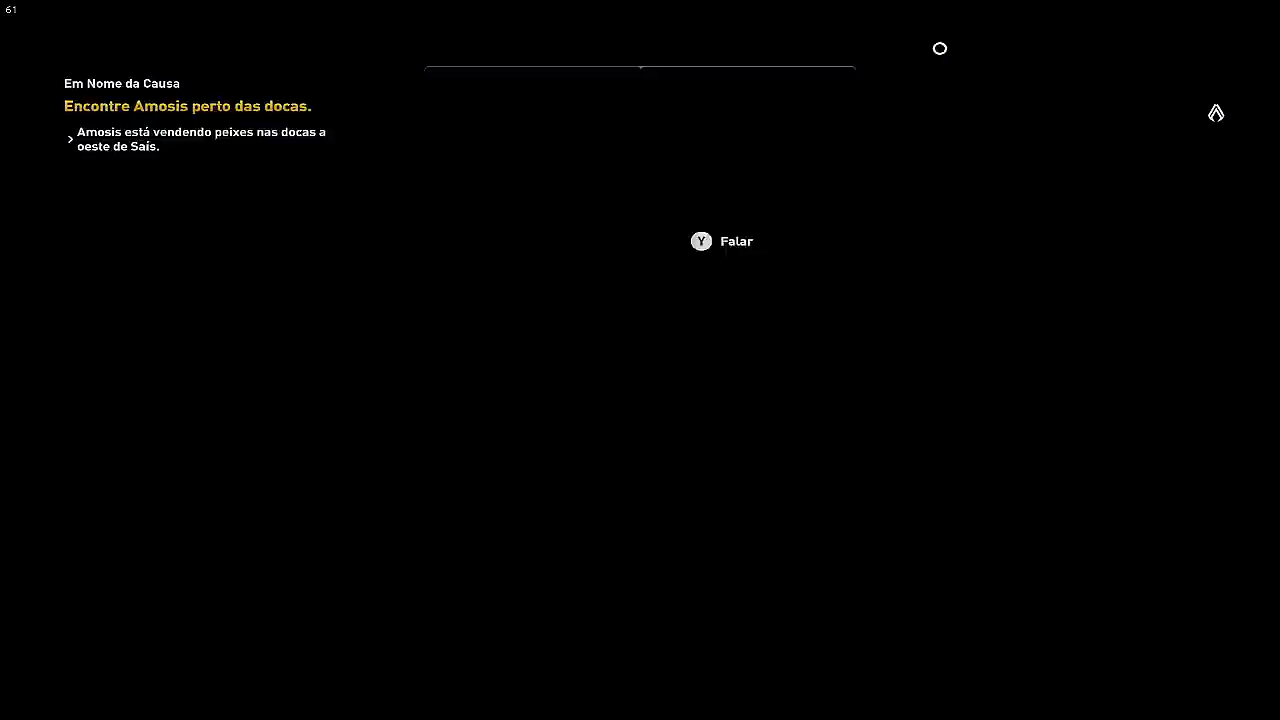 61
Em Nome da Causa
Encontre Amosis perto das docas.
Amosis está vendendo peixes nas docas a
oeste de Saís.
Y Falar